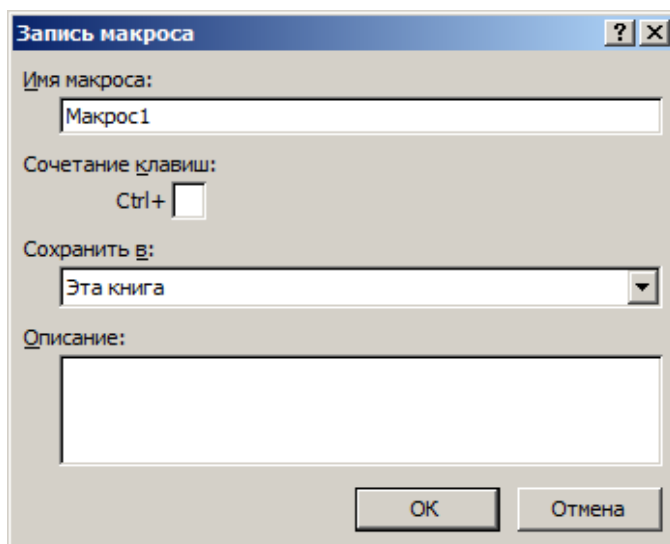 Запись макроса
Имя макроса:
Макрос1
Сочетание клавиш:
Ctrl+
Сохранить в:
Эта книга
Описание:
ОК Отмена